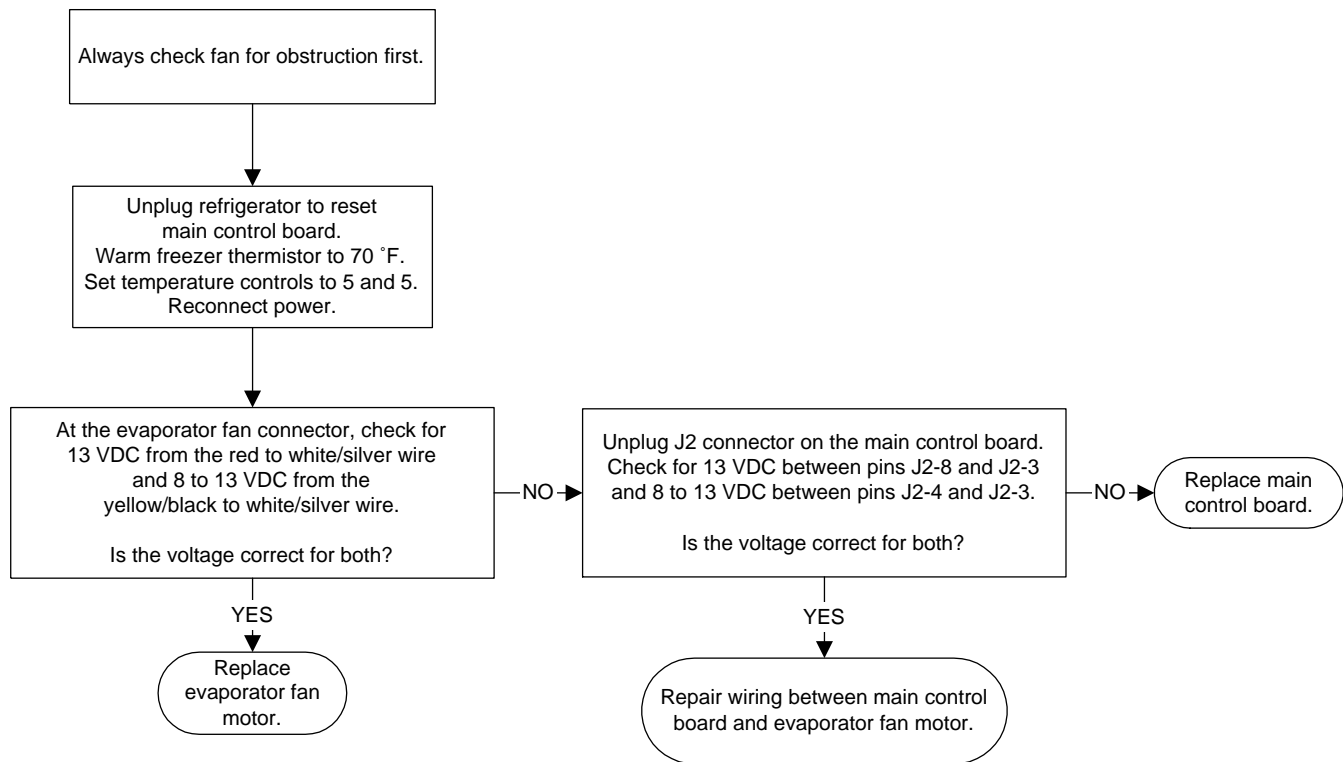 Always check fan for obstruction first.
Unplug refrigerator to reset
main control board.
Warm freezer thermistor to 70 ˚F.
Set temperature controls to 5 and 5.
Reconnect power.
At the evaporator fan connector, check for
13 VDC from the red to white/silver wire
and 8 to 13 VDC from the
yellow/black to white/silver wire.
Is the voltage correct for both?
NO
Unplug J2 connector on the main control board.
Check for 13 VDC between pins J2-8 and J2-3
and 8 to 13 VDC between pins J2-4 and J2-3.
Is the voltage correct for both?
NO
Replace main
control board.
YES
Replace
evaporator fan
motor.
YES
Repair wiring between main control
board and evaporator fan motor.